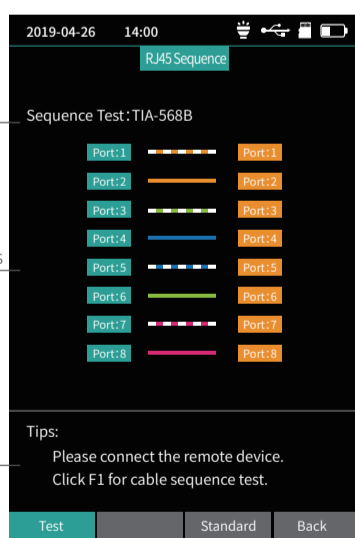 2019-04-26 14:00
RJ45 Sequence
Sequence Test:TIA-568B
Port:1 Port:1
Port:2 Port:2
Port:3 Port:3
Port:4 Port:4
Port:5 Port:5
Port:6 Port:6
Port:7 Port:7
Port:8 Port:8
Tips:
Please connect the remote device.
Click F1 for cable sequence test.
Test Standard Back